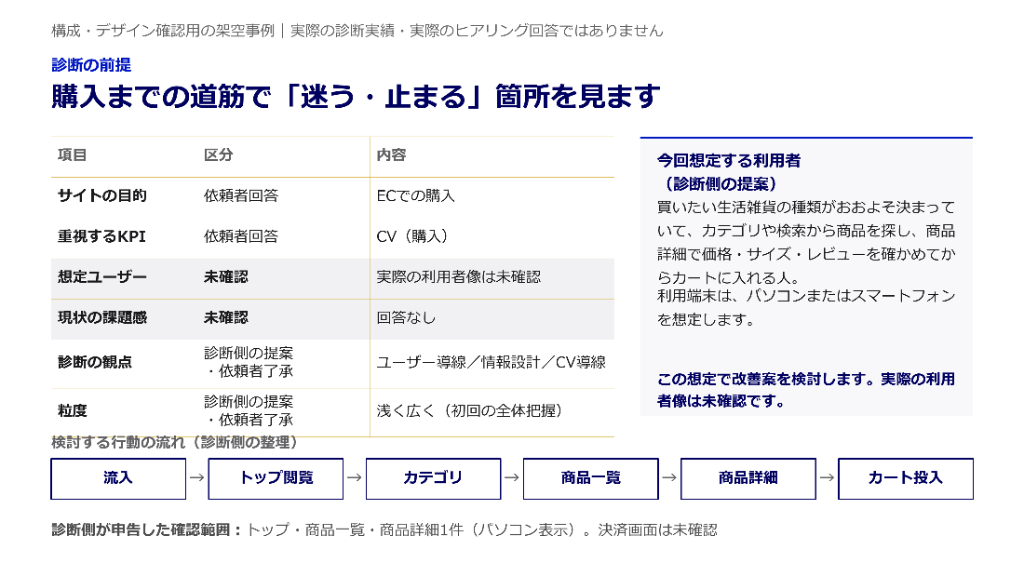 構成・デザイン確認用の架空事例｜実際の診断実績・実際のヒアリング回答ではありません
診断の前提
購入までの道筋で「迷う・止まる」箇所を見ます
項目 区分 内容
サイトの目的 依頼者回答 ECでの購入
重視するKPI 依頼者回答 CV（購入）
想定ユーザー 未確認 実際の利用者像は未確認
現状の課題感 未確認 回答なし
診断の観点 診断側の提案 ユーザー導線／情報設計／CV導線
・依頼者了承
粒度 診断側の提案 浅く広く（初回の全体把握）
・依頼者了承
今回想定する利用者
（診断側の提案）
買いたい生活雑貨の種類がおおよそ決まって
いて、カテゴリや検索から商品を探し、商品
詳細で価格・サイズ・レビューを確かめてか
らカートに入れる人。
利用端末は、パソコンまたはスマートフォン
を想定します。
この想定で改善案を検討します。実際の利用
者像は未確認です。
検討する行動の流れ（診断側の整理）
流入 → トップ閲覧 → カテゴリ → 商品一覧 → 商品詳細 → カート投入
診断側が申告した確認範囲：トップ・商品一覧・商品詳細1件（パソコン表示）。決済画面は未確認